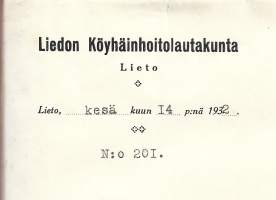 Liedon Köyhäinhoitolautakunta
Lieto
Lieto, kesä kuun 14 p:nä 1932.
N:o 201.